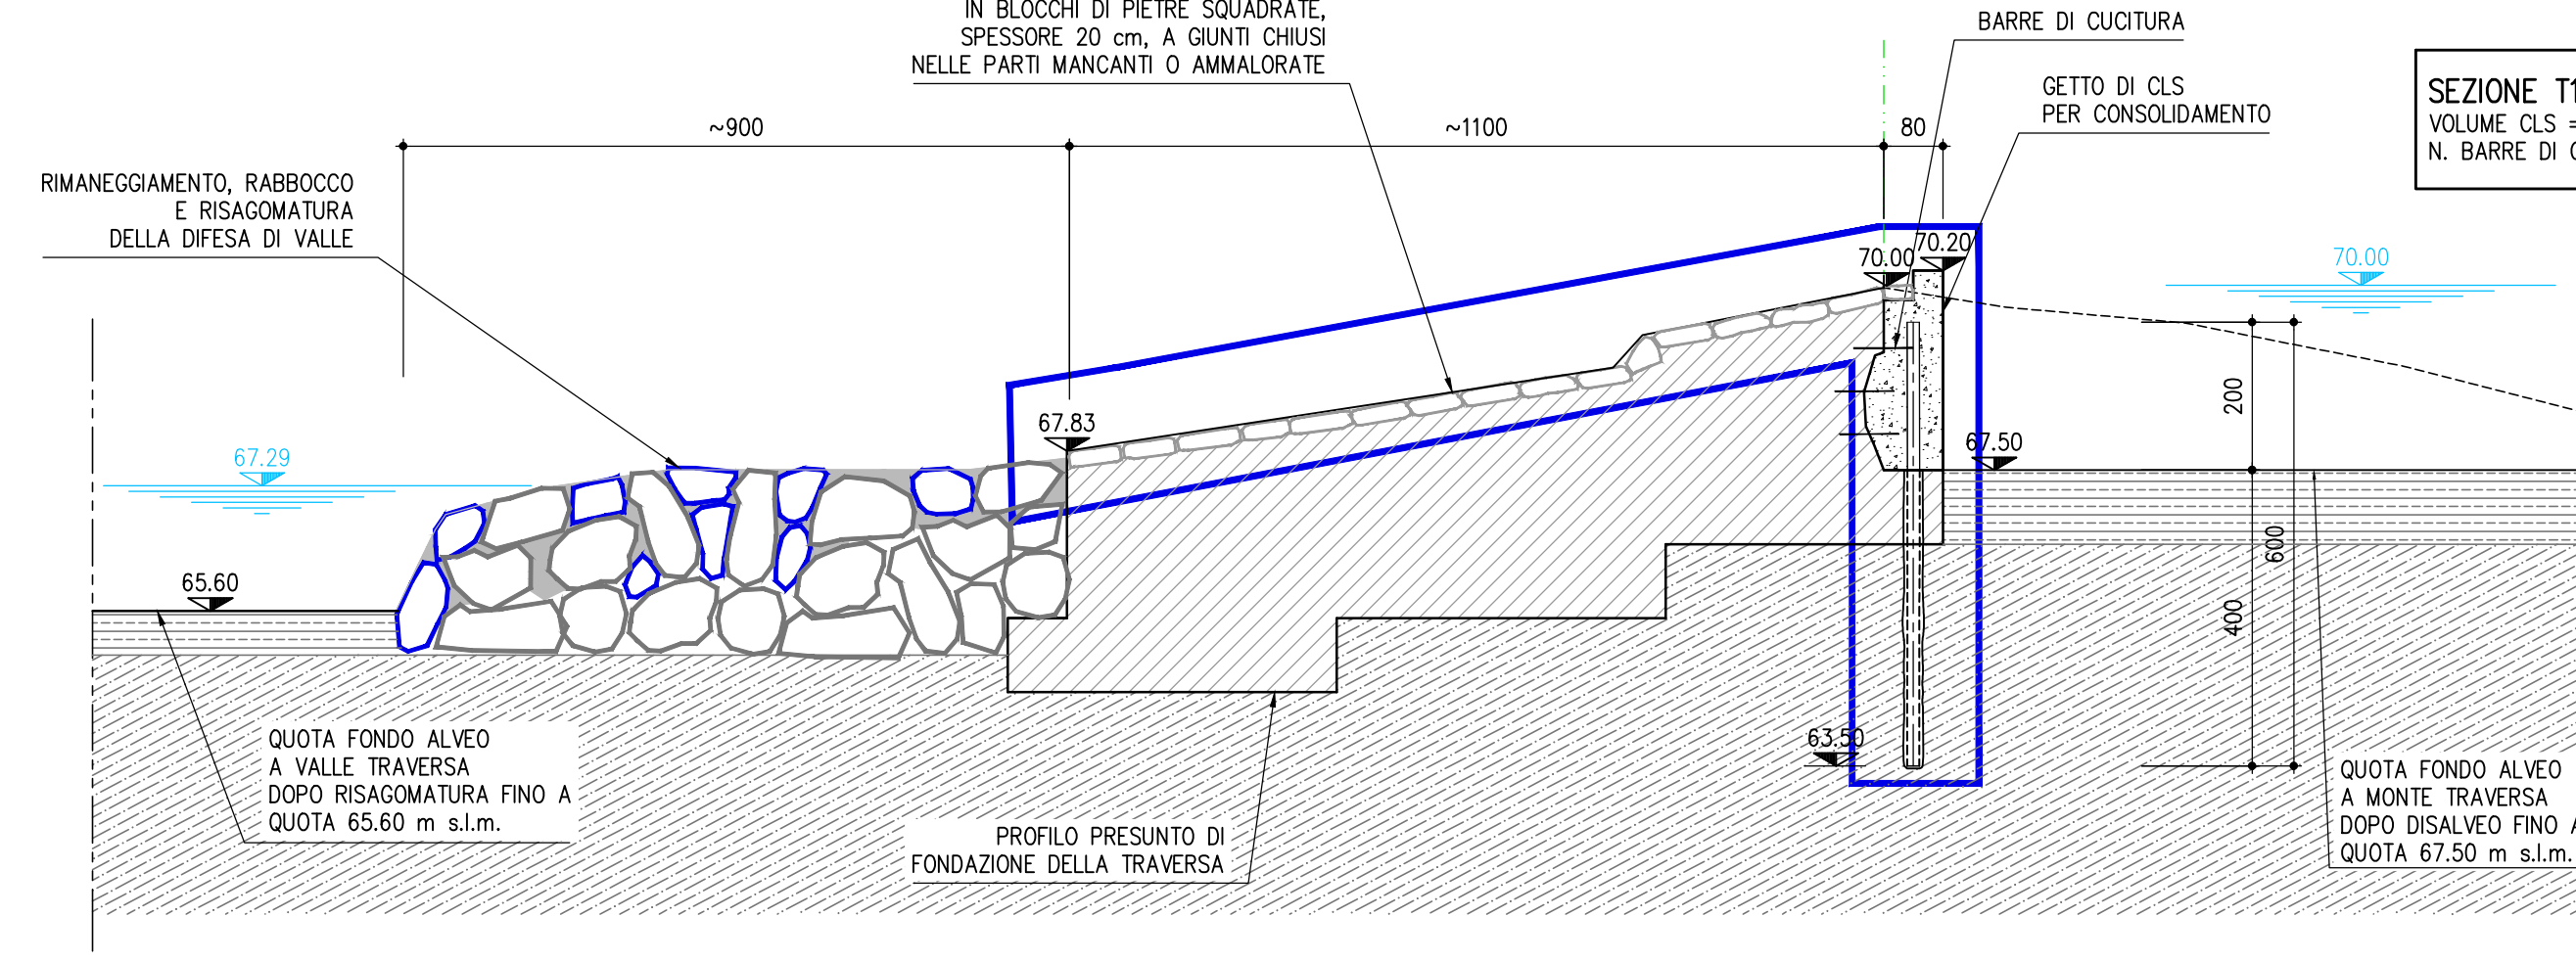 IN BLOCCHI DI PIETRE SQUADRATE,
SPESSORE 20 cm, A GIUNTI CHIUSI
NELLE PARTI MANCANTI O AMMALORATE
BARRE DI CUCITURA
GETTO DI CLS
PER CONSOLIDAMENTO
SEZIONE T1
VOLUME CLS =
N. BARRE DI
~900
~1100
80
RIMANEGGIAMENTO, RABBOCCO
E RISAGOMATURA
DELLA DIFESA DI VALLE
70.20
70.00
70.00
67.83
67.50
67.29
65.60
63.50
200
600
400
QUOTA FONDO ALVEO
A VALLE TRAVERSA
DOPO RISAGOMATURA FINO A
QUOTA 65.60 m s.l.m.
PROFILO PRESUNTO DI
FONDAZIONE DELLA TRAVERSA
QUOTA FONDO ALVEO
A MONTE TRAVERSA
DOPO DISALVEO FINO A
QUOTA 67.50 m s.l.m.